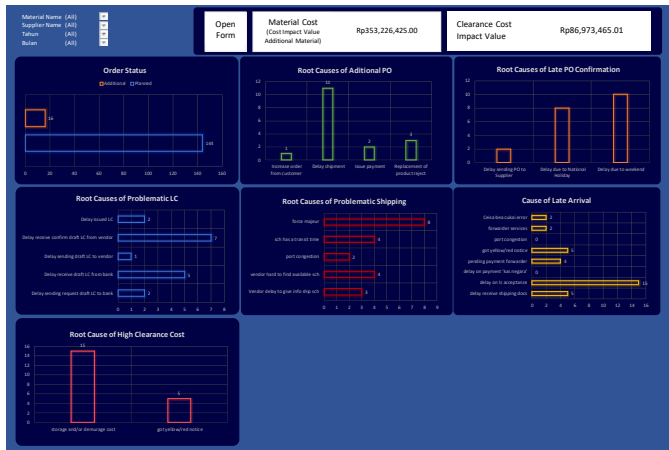 Material Name (All)
Supplier Name (All)
Tahun (All)
Bulan (All)
Open
Form
Material Cost
(Cost Impact Value
Additional Material)
Rp353,226,425.00
Clearance Cost
Impact Value
Rp86,973,465.01
Order Status
Additional Planned
16
144
0 20 40 60 80 100 120 140 160
Root Causes of Aditional PO
12
10
8
6
4
2
0
1
11
2
3
Increase order
from customer
Delay shipment
Issue payment
Replacement of
product reject
Root Causes of Late PO Confirmation
12
10
8
6
4
2
0
Delay sending PO to
Supplier
Delay due to National
Holiday
Delay due to weekend
Root Causes of Problematic LC
Delay issued LC 2
Delay receive confirm draft LC from vendor 7
Delay sending draft LC to vendor 1
Delay receive draft LC from bank 5
Delay sending request draft LC to bank 2
0 1 2 3 4 5 6 7 8
Root Causes of Problematic Shipping
force majeur 8
sch has a transit time 4
port congestion 2
vendor hard to find available sch 4
Vendor delay to give info ship sch 3
0 1 2 3 4 5 6 7 8 9
Cause of Late Arrival
Ceisa bea cukai error 2
forwarder services 2
port congestion 0
got yellow/red notice 5
pending payment forwarder 4
delay on payment 'kas negara' 0
delay on lc acceptance 15
delay receive shipping docs 5
0 2 4 6 8 10 12 14 16
Root Cause of High Clearance Cost
16
14
12
10
8
6
4
2
0
15
5
storage and/or demurage cost
got yellow/red notice